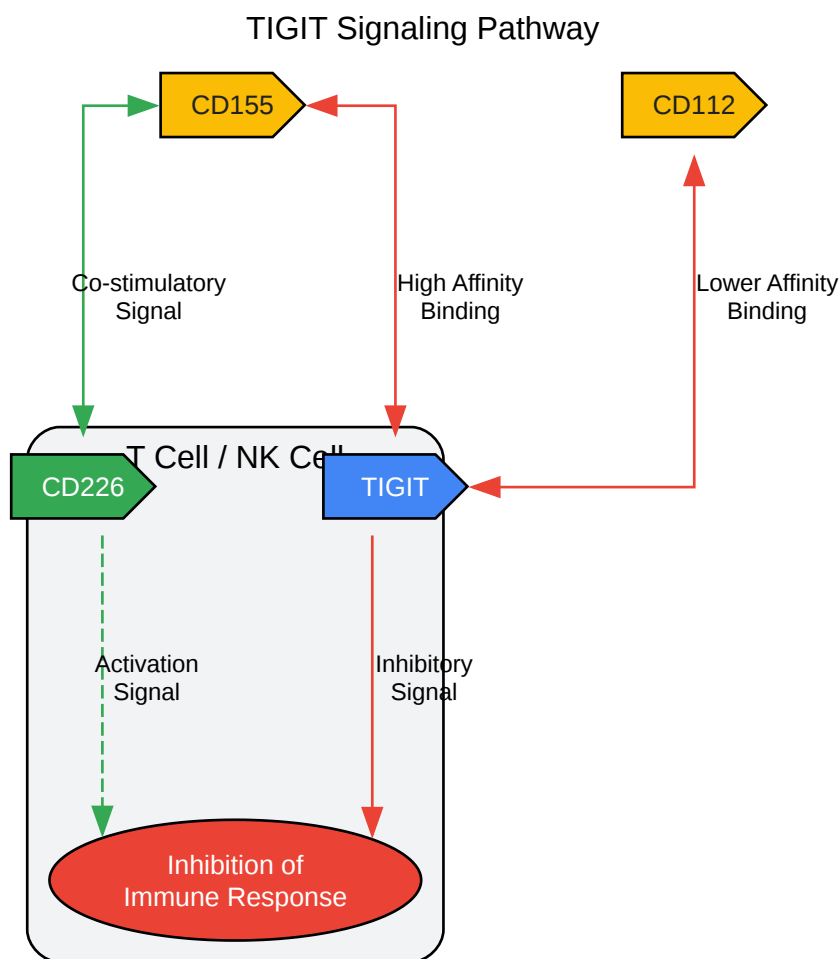 TIGIT Signaling Pathway
CD155
CD112
Co-stimulatory
Signal
High Affinity
Binding
Lower Affinity
Binding
T Cell / NK Cell
CD226
TIGIT
Activation
Signal
Inhibitory
Signal
Inhibition of
Immune Response